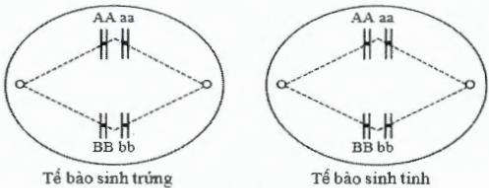 AA aa
AA aa
BB bb
BB bb
Tế bào sinh trứng
Tế bào sinh tinh